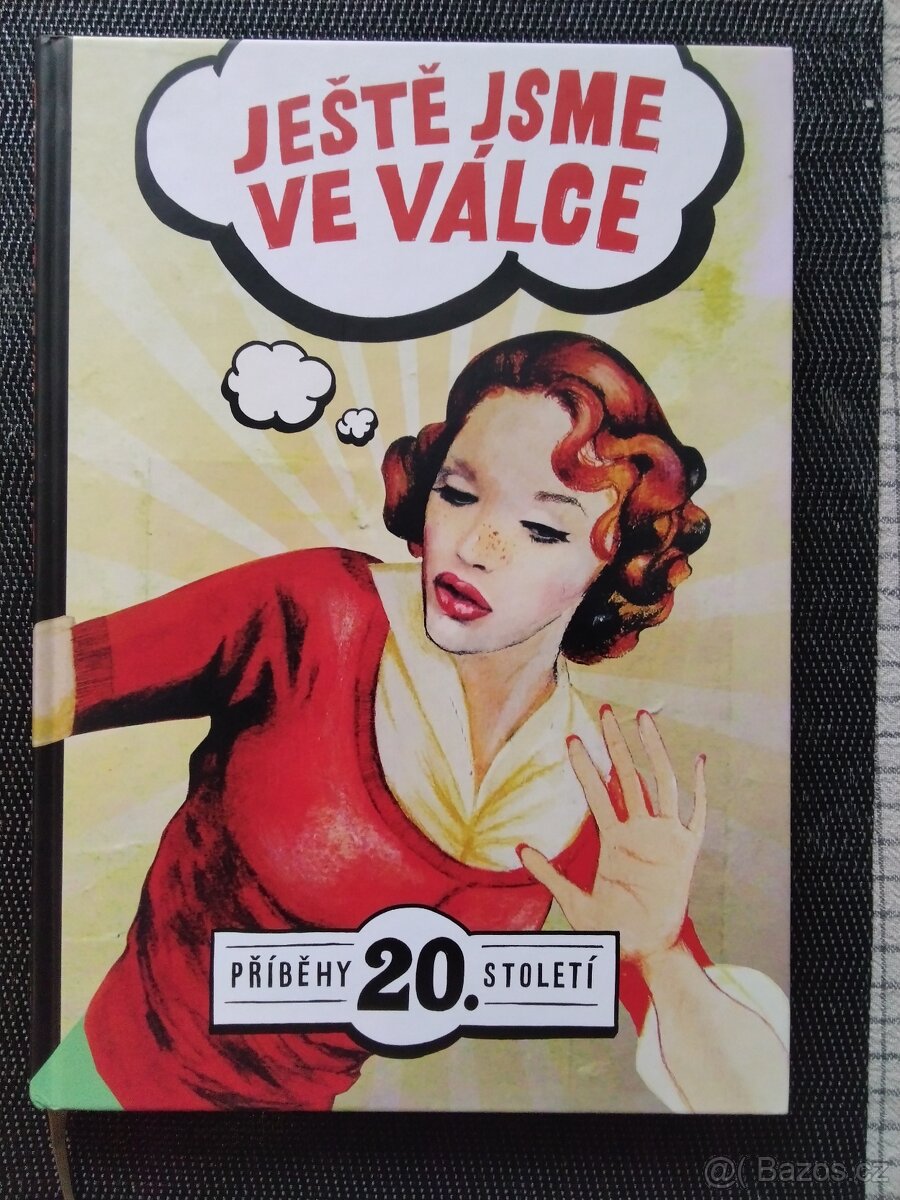 JEŠTĚ JSME
VE VÁLCE
PŘÍBĚHY 20. STOLETÍ
@( Bazos.cz